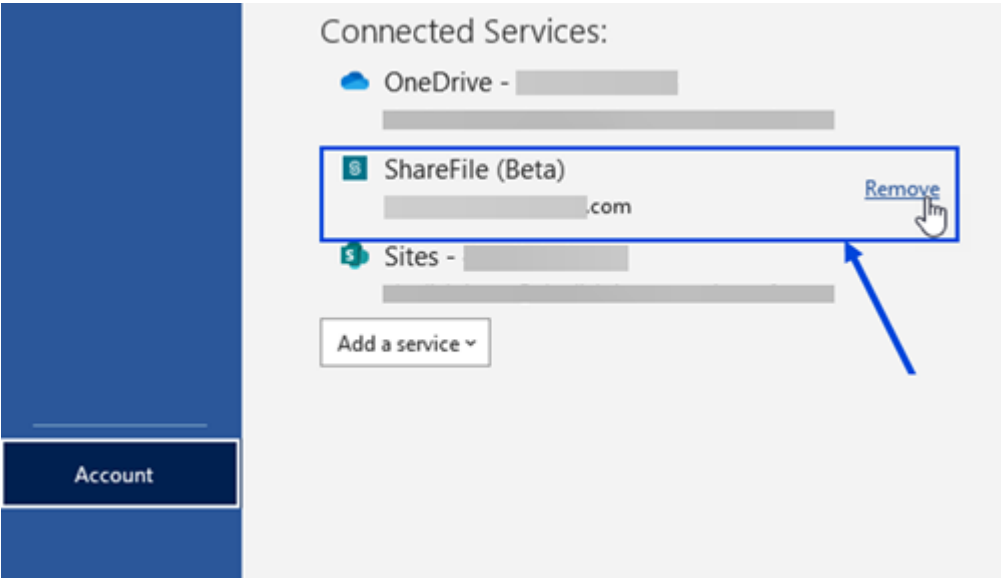 Connected Services:
OneDrive -
ShareFile (Beta)
.com
Remove
Sites -
Add a service
Account